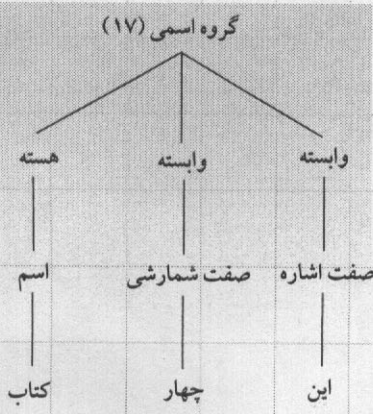 گروه اسمی (۱۷)
وابسته وابسته هسته
صفت اشاره صفت شمارشی اسم
این چهار کتاب